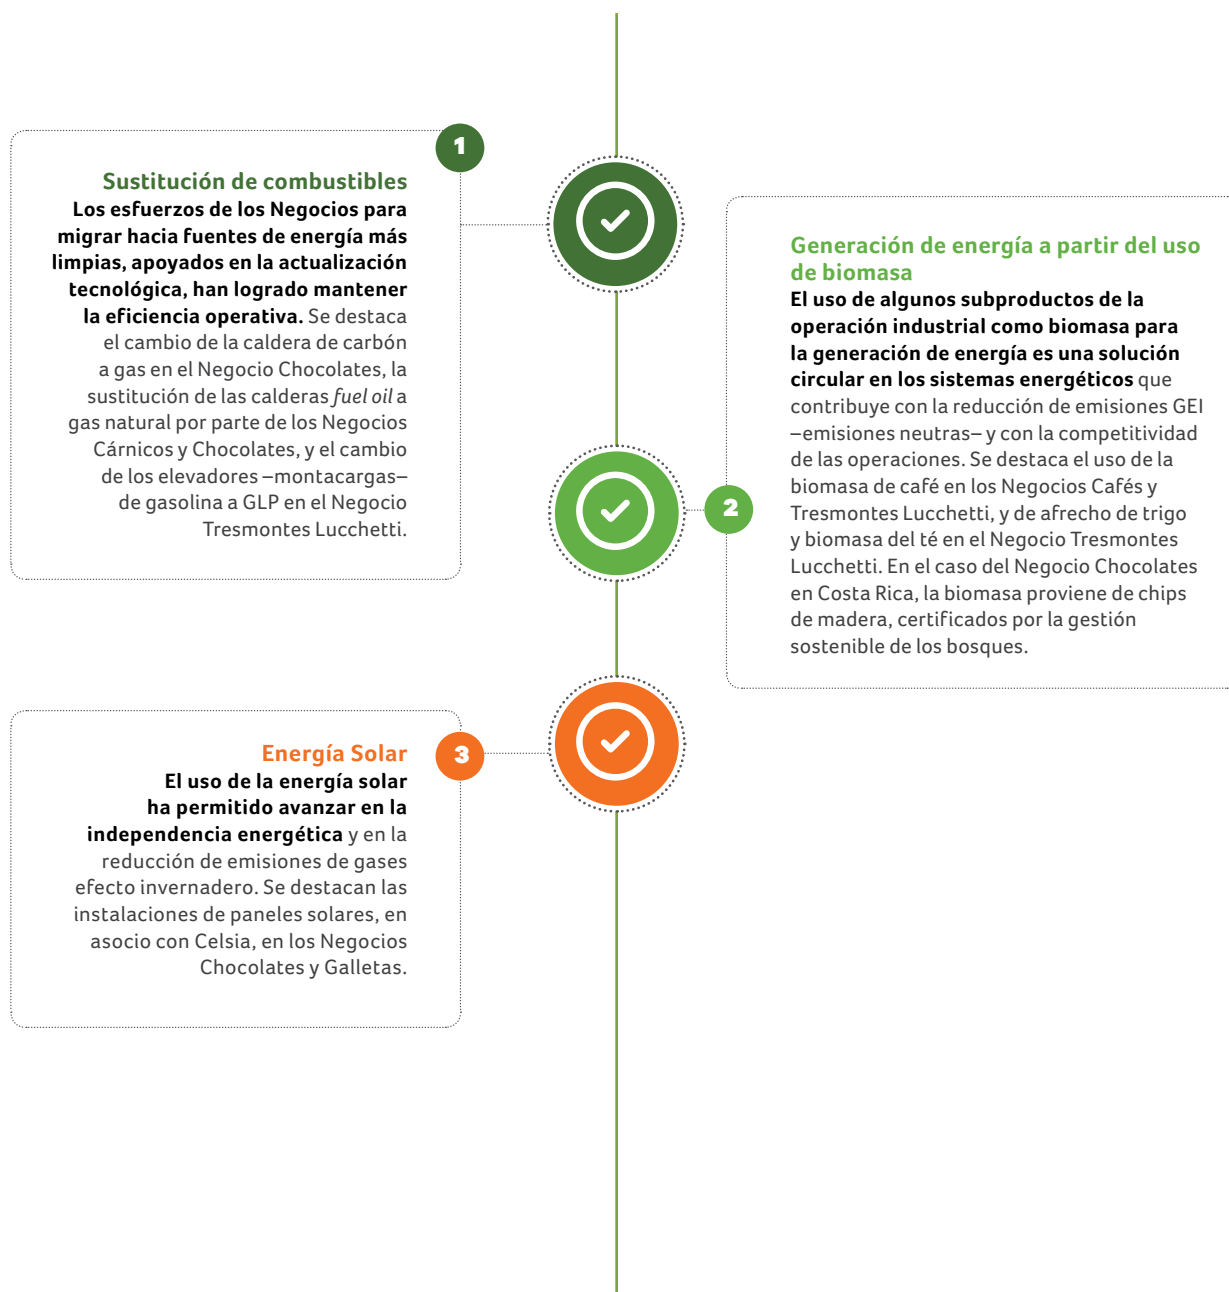 1
Sustitución de combustibles
Los esfuerzos de los Negocios para
migrar hacia fuentes de energía más
limpias, apoyados en la actualización
tecnológica, han logrado mantener
la eficiencia operativa. Se destaca
el cambio de la caldera de carbón
a gas en el Negocio Chocolates, la
sustitución de las calderas fuel oil a
gas natural por parte de los Negocios
Cárnicos y Chocolates, y el cambio
de los elevadores –montacargas–
de gasolina a GLP en el Negocio
Tresmontes Lucchetti.
2
Generación de energía a partir del uso
de biomasa
El uso de algunos subproductos de la
operación industrial como biomasa para
la generación de energía es una solución
circular en los sistemas energéticos que
contribuye con la reducción de emisiones GEI
–emisiones neutras– y con la competitividad
de las operaciones. Se destaca el uso de la
biomasa de café en los Negocios Cafés y
Tresmontes Lucchetti, y de afrecho de trigo
y biomasa del té en el Negocio Tresmontes
Lucchetti. En el caso del Negocio Chocolates
en Costa Rica, la biomasa proviene de chips
de madera, certificados por la gestión
sostenible de los bosques.
3
Energía Solar
El uso de la energía solar
ha permitido avanzar en la
independencia energética y en la
reducción de emisiones de gases
efecto invernadero. Se destacan las
instalaciones de paneles solares, en
asocio con Celsia, en los Negocios
Chocolates y Galletas.